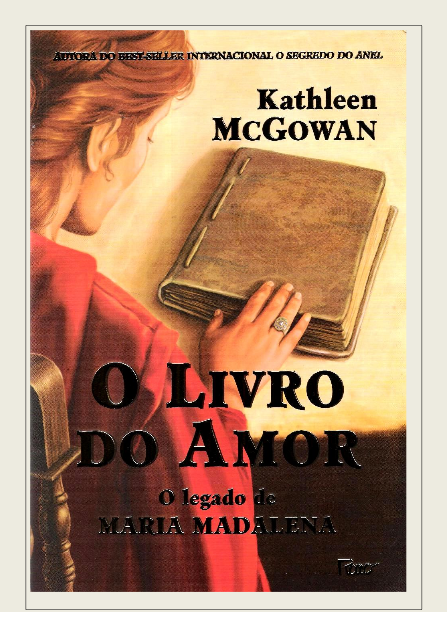 AUTORA DO BEST-SELLER INTERNACIONAL O SEGREDO DO ANEL
Kathleen
MCGOWAN
O LIVRO
DO AMOR
O legado de
MARIA MADALENA